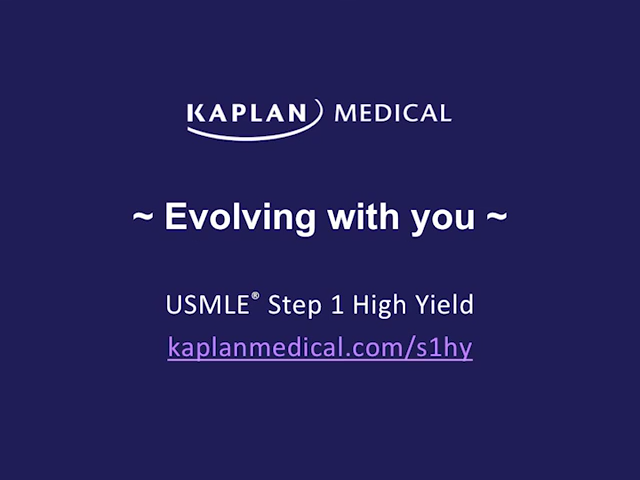 KAPLAN MEDICAL
~ Evolving with you ~
USMLE® Step 1 High Yield
kaplanmedical.com/s1hy